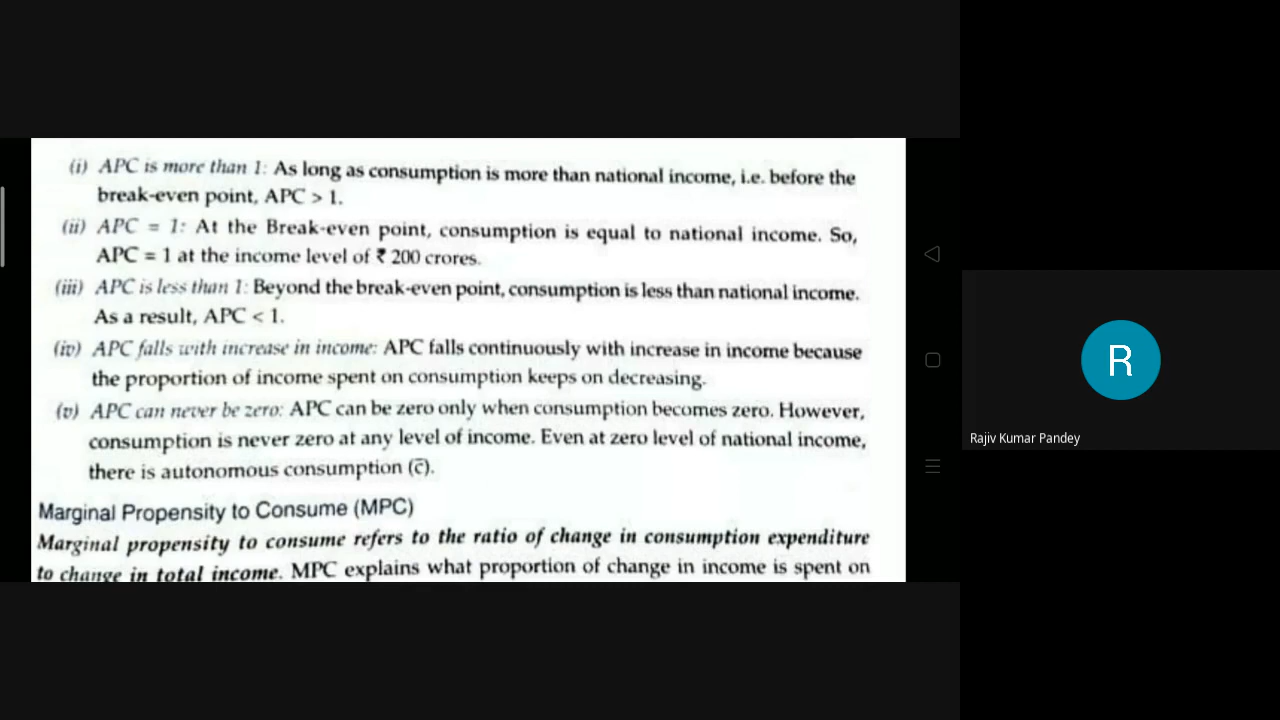 (i) APC is more than 1: As long as consumption is more than national income, i.e. before the
break-even point, APC > 1.
(ii) APC = 1: At the Break-even point, consumption is equal to national income. So,
APC = 1 at the income level of ₹ 200 crores.
(iii) APC is less than 1: Beyond the break-even point, consumption is less than national income.
As a result, APC < 1.
(iv) APC falls with increase in income: APC falls continuously with increase in income because
the proportion of income spent on consumption keeps on decreasing.
(v) APC can never be zero: APC can be zero only when consumption becomes zero. However,
consumption is never zero at any level of income. Even at zero level of national income,
there is autonomous consumption (c̅).
Marginal Propensity to Consume (MPC)
Marginal propensity to consume refers to the ratio of change in consumption expenditure
to change in total income. MPC explains what proportion of change in income is spent on
R
Rajiv Kumar Pandey